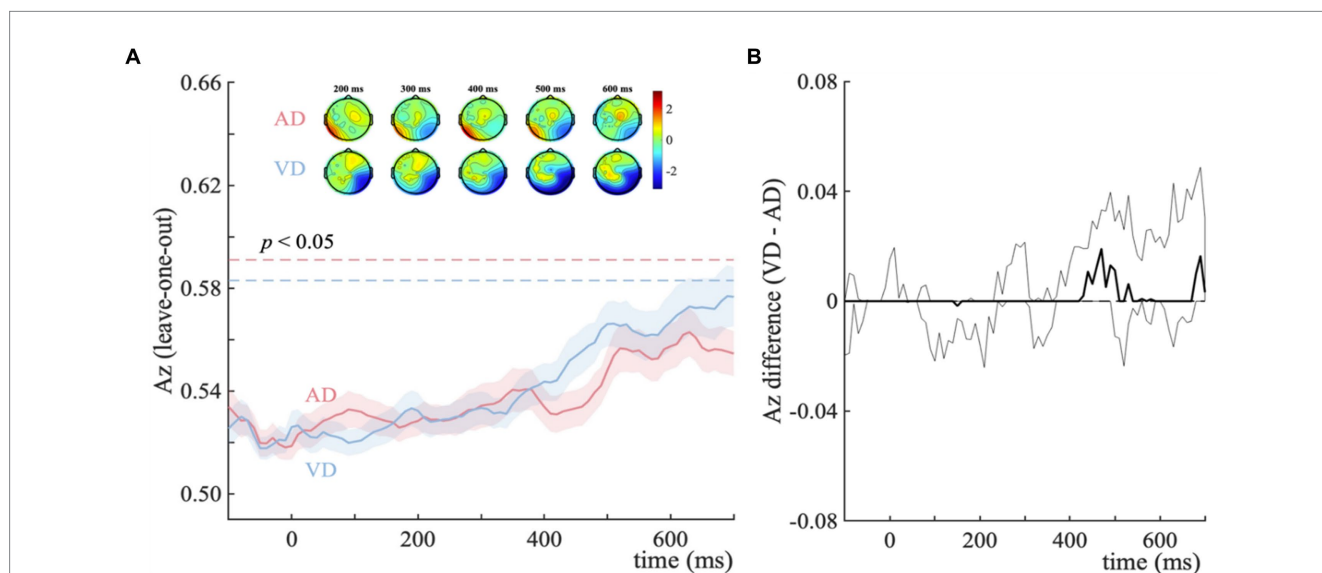 A
B
0.66
0.62
0.58
0.54
0.50
Az (leave-one-out)
200 ms 300 ms 400 ms 500 ms 600 ms
AD
VD
2
0
-2
p < 0.05
AD
VD
0 200 400 600
time (ms)
0.08
0.04
0
-0.04
-0.08
Az difference (VD - AD)
0 200 400 600
time (ms)